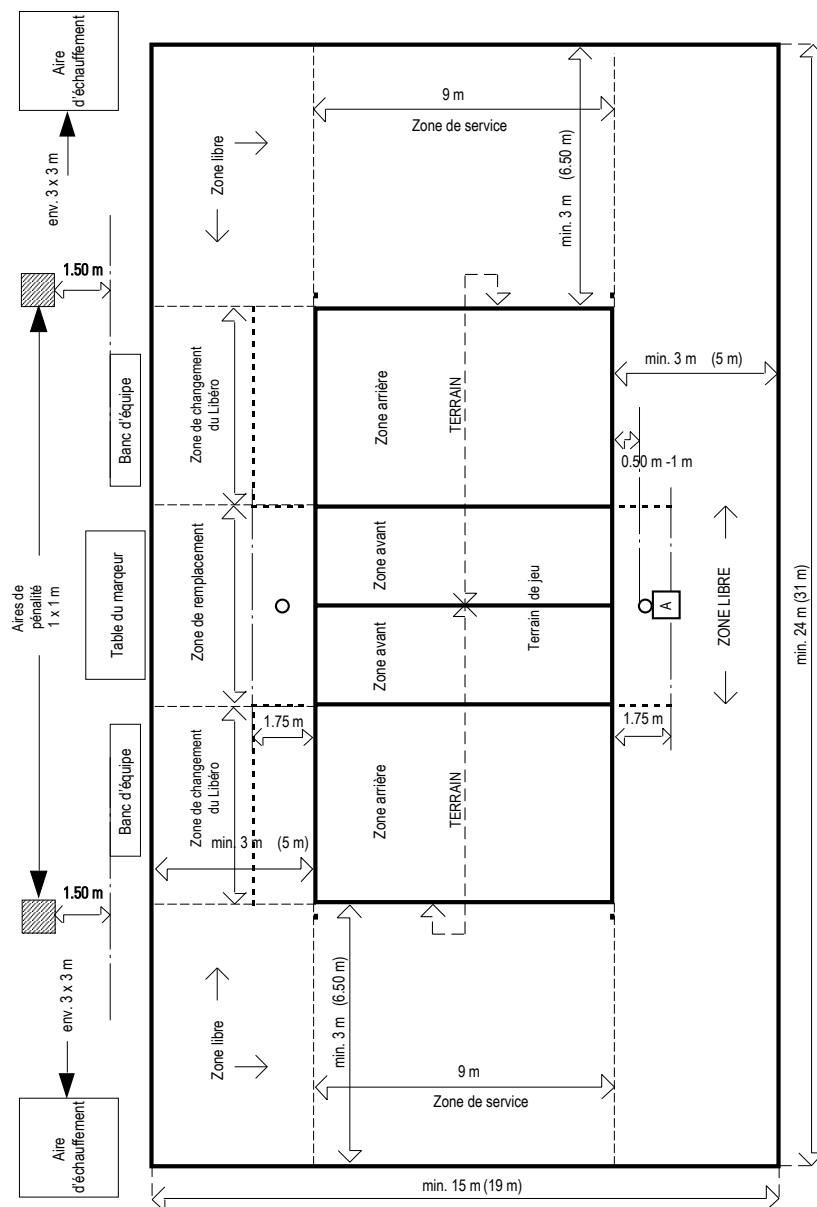 Aire
d'échauffement
env. 3 x 3 m
1.50 m
Zone libre
9 m
Zone de service
min. 3 m (6.50 m)
Banc d'équipe
Zone de changement
du Libéro
Zone arrière
TERRAIN
min. 3 m (5 m)
0.50 m -1 m
Aires de
pénalité
1 x 1 m
Table du marqeur
Zone de remplacement
Zone avant
Zone avant
Terrain de jeu
A
ZONE LIBRE
min. 24 m (31 m)
1.75 m
1.75 m
Banc d'équipe
Zone de changement
du Libéro
min. 3 m (5 m)
Zone arrière
TERRAIN
1.50 m
env. 3 x 3 m
Zone libre
min. 3 m (6.50 m)
9 m
Zone de service
Aire
d'échauffement
min. 15 m (19 m)